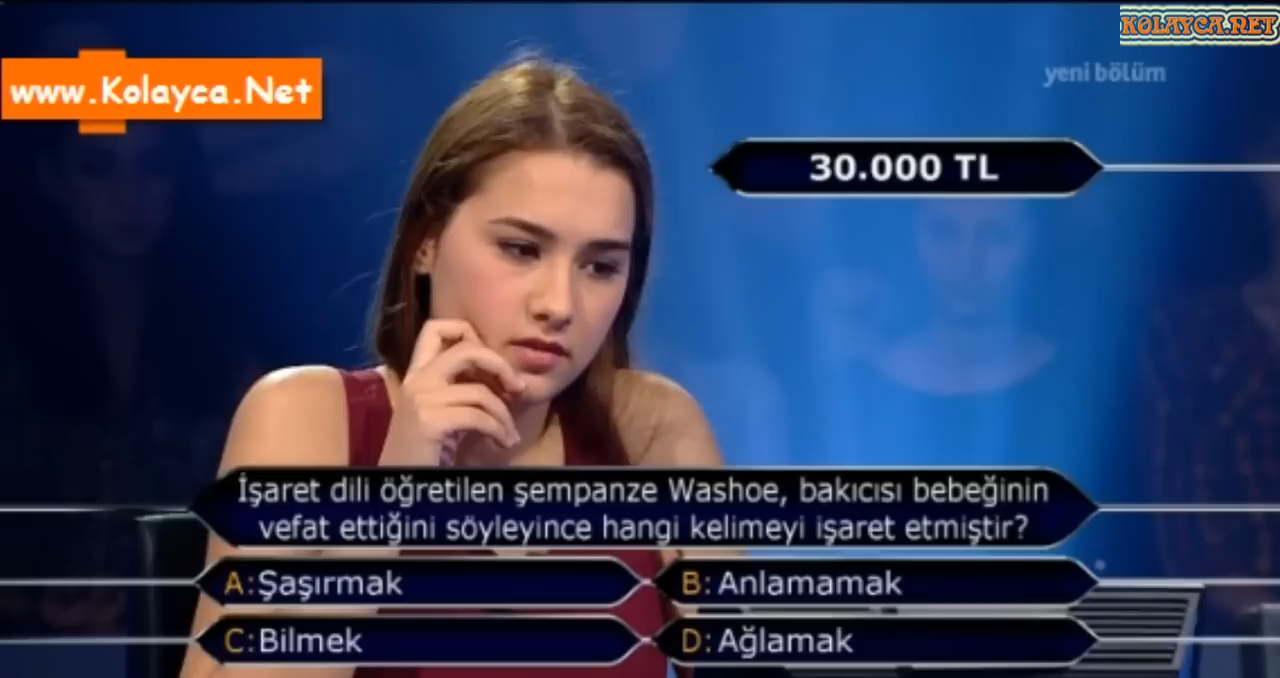 KOLAYCA.NET
www.Kolayca.Net
yeni bölüm
30.000 TL
İşaret dili öğretilen şempanze Washoe, bakıcısı bebeğinin
vefat ettiğini söyleyince hangi kelimeyi işaret etmiştir?
A: Şaşırmak
B: Anlamamak
C: Bilmek
D: Ağlamak